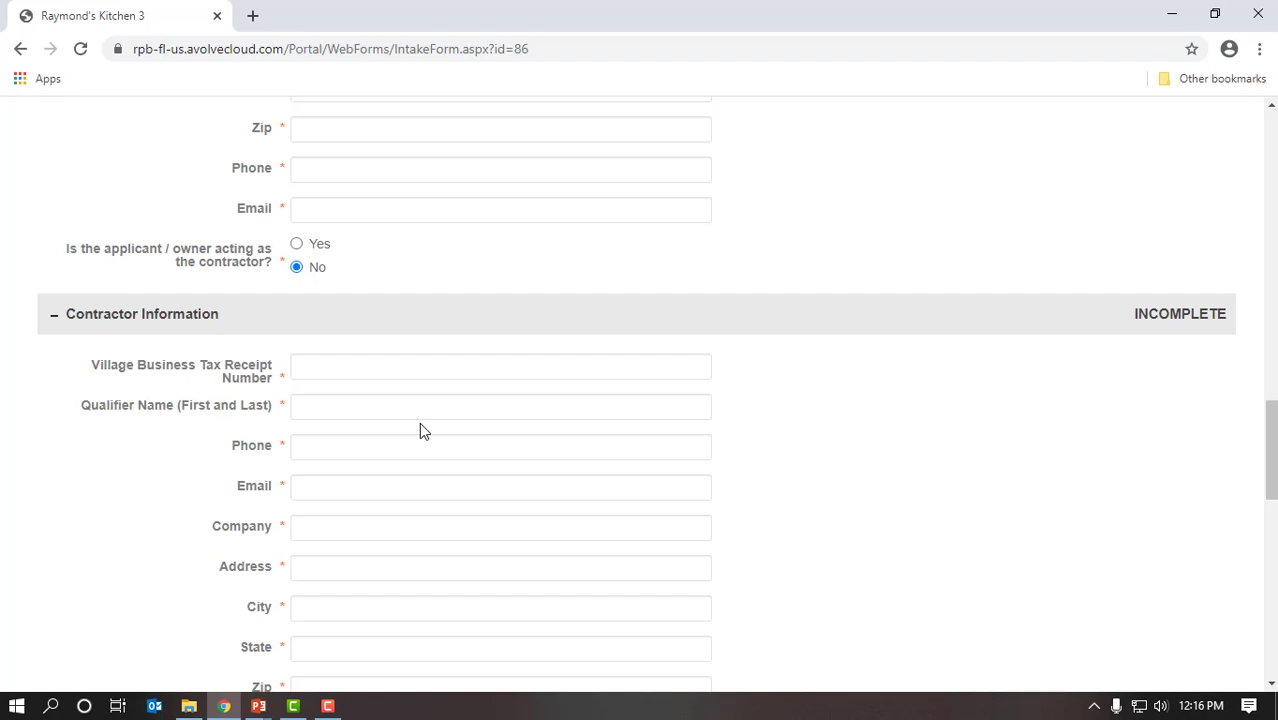 Raymond's Kitchen 3
rpb-fl-us.avolvecloud.com/Portal/WebForms/IntakeForm.aspx?id=86
Apps
Other bookmarks
Zip *
Phone *
Email *
Is the applicant / owner acting as
the contractor? *
Yes
No
Contractor Information
INCOMPLETE
Village Business Tax Receipt
Number *
Qualifier Name (First and Last) *
Phone *
Email *
Company *
Address *
City *
State *
Zip *
12:16 PM